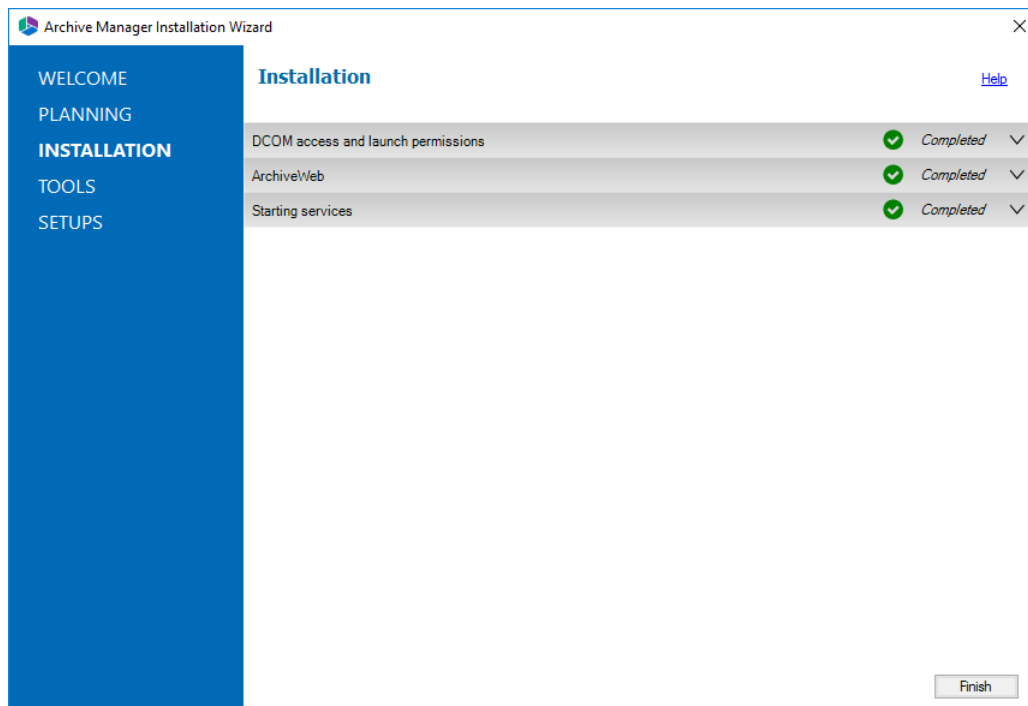 Archive Manager Installation Wizard
WELCOME
PLANNING
INSTALLATION
TOOLS
SETUPS
Installation
Help
DCOM access and launch permissions Completed
ArchiveWeb Completed
Starting services Completed
Finish